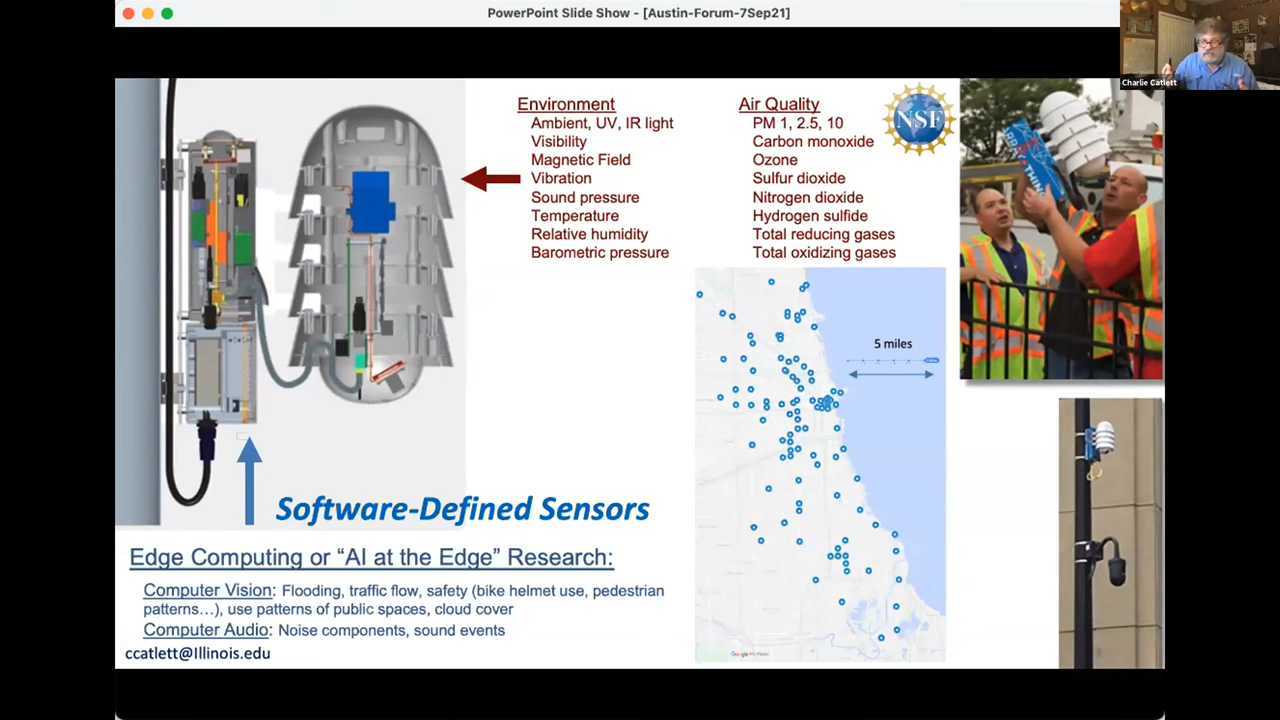 PowerPoint Slide Show - [Austin-Forum-7Sep21]
Charlie Catlett
Environment
Ambient, UV, IR light
Visibility
Magnetic Field
Vibration
Sound pressure
Temperature
Relative humidity
Barometric pressure
Air Quality
PM 1, 2.5, 10
Carbon monoxide
Ozone
Sulfur dioxide
Nitrogen dioxide
Hydrogen sulfide
Total reducing gases
Total oxidizing gases
NSF
5 miles
Software-Defined Sensors
Edge Computing or “AI at the Edge” Research:
Computer Vision: Flooding, traffic flow, safety (bike helmet use, pedestrian
patterns…), use patterns of public spaces, cloud cover
Computer Audio: Noise components, sound events
ccatlett@Illinois.edu
Google My Maps